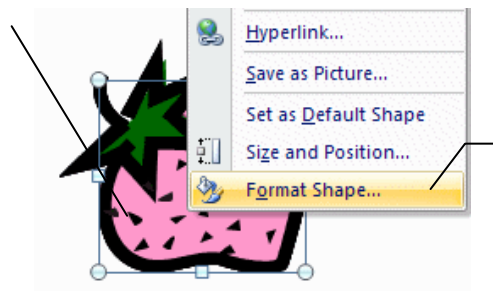 Hyperlink...
Save as Picture...
Set as Default Shape
Size and Position...
Format Shape...